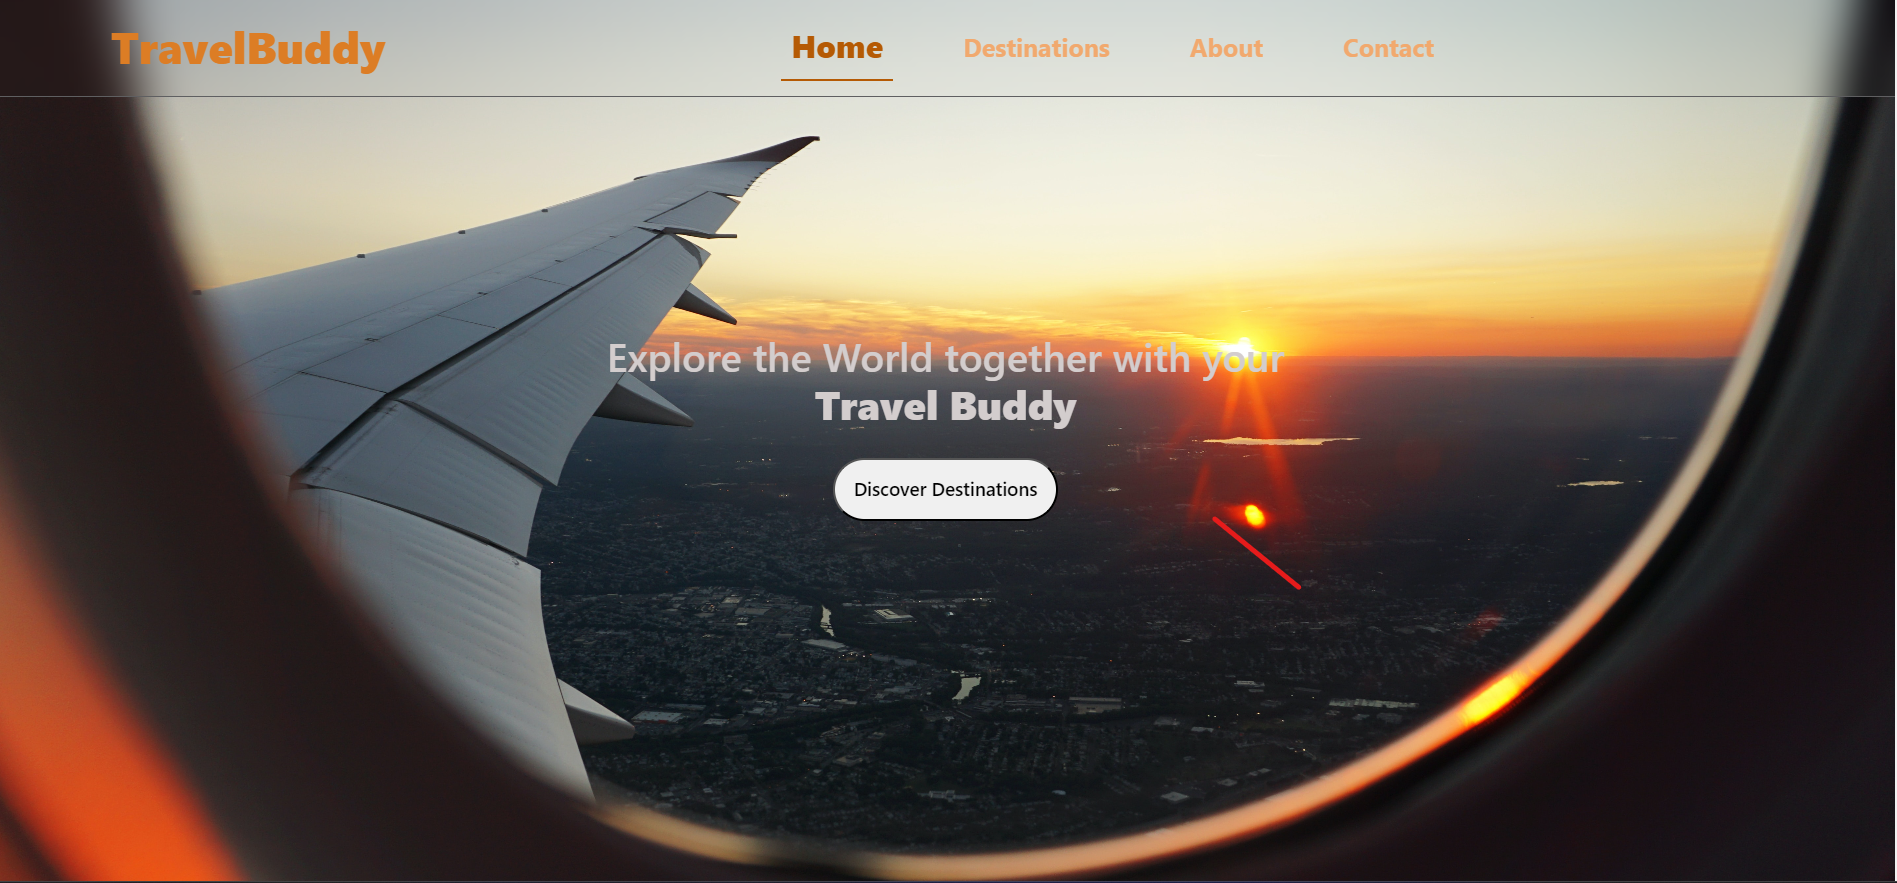 TravelBuddy
Home Destinations About Contact
Explore the World together with your
Travel Buddy
Discover Destinations